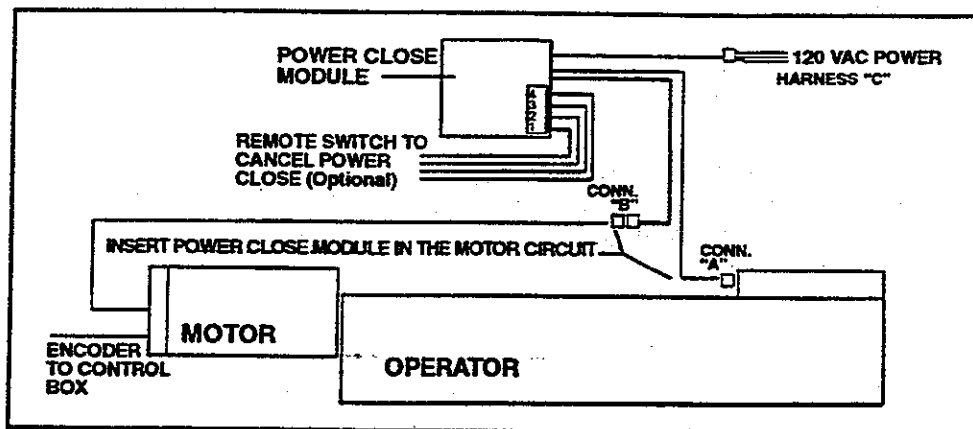 POWER CLOSE
MODULE
120 VAC POWER
HARNESS "C"
REMOTE SWITCH TO
CANCEL POWER
CLOSE (Optional)
CONN.
"B"
INSERT POWER CLOSE MODULE IN THE MOTOR CIRCUIT
CONN.
"A"
MOTOR
OPERATOR
ENCODER
TO CONTROL
BOX